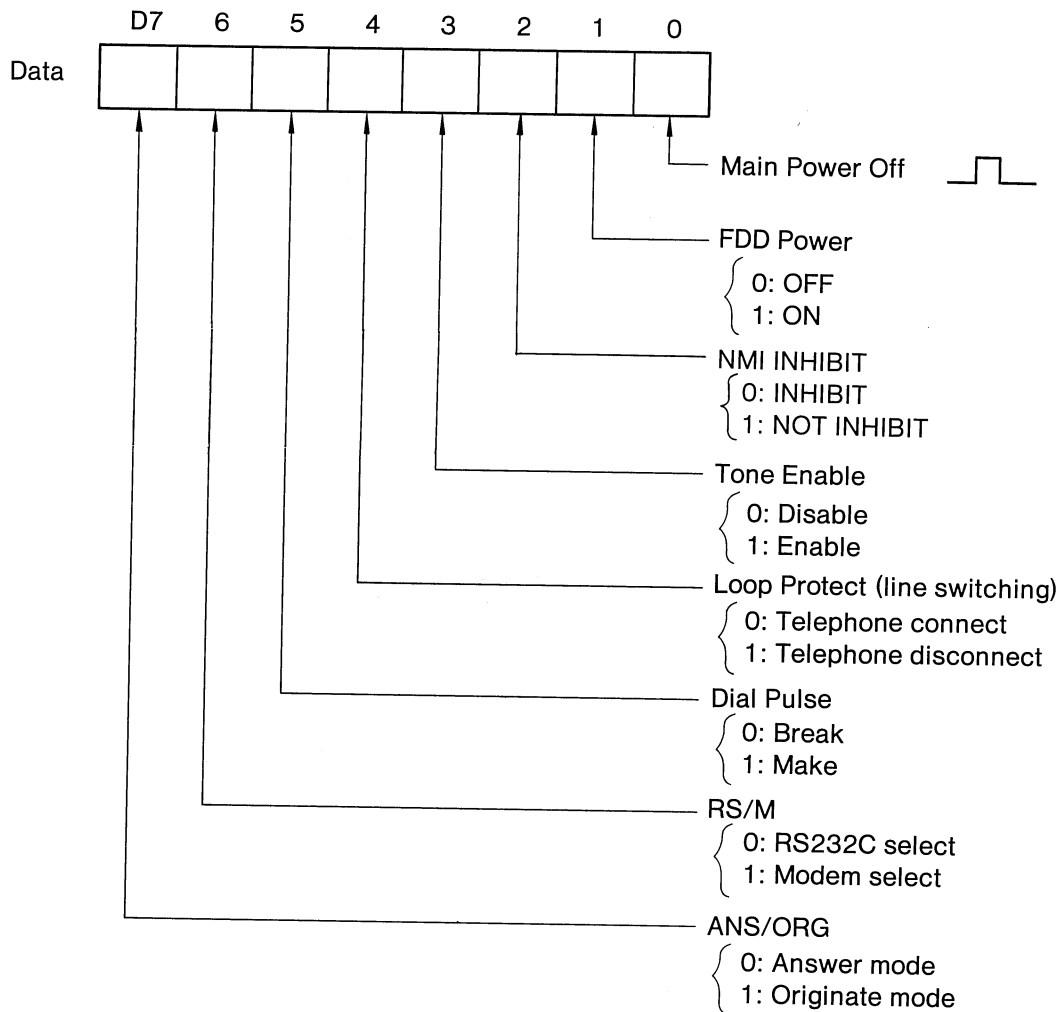 D7 6 5 4 3 2 1 0
Data
Main Power Off
FDD Power
0: OFF
1: ON
NMI INHIBIT
0: INHIBIT
1: NOT INHIBIT
Tone Enable
0: Disable
1: Enable
Loop Protect (line switching)
0: Telephone connect
1: Telephone disconnect
Dial Pulse
0: Break
1: Make
RS/M
0: RS232C select
1: Modem select
ANS/ORG
0: Answer mode
1: Originate mode